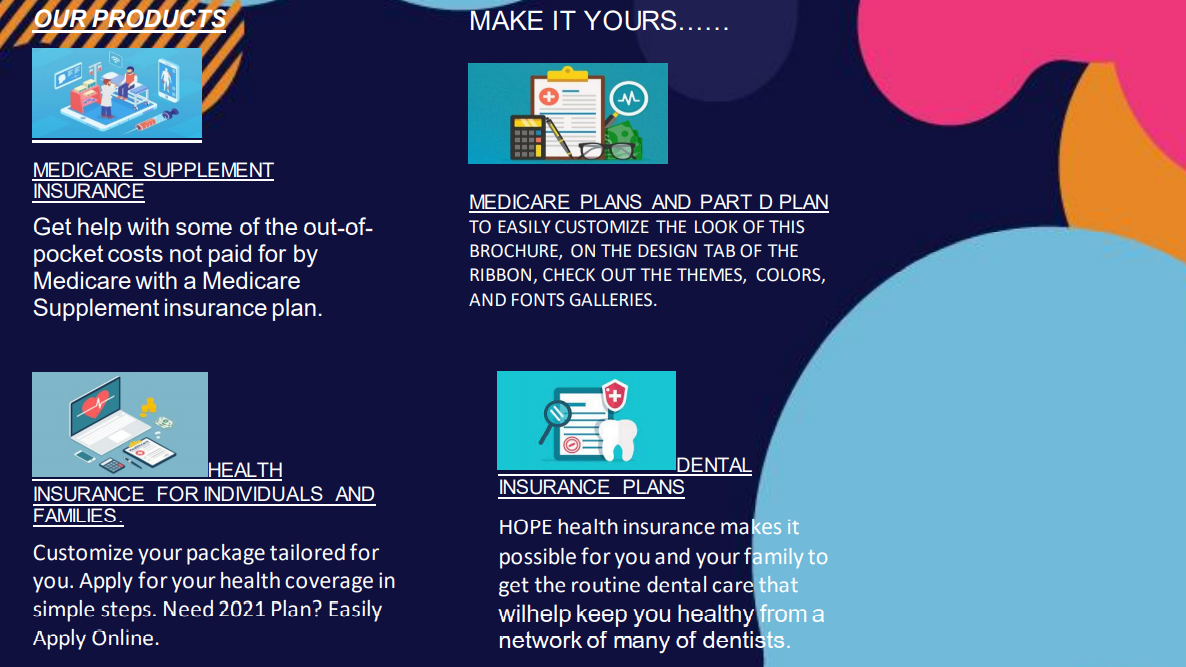 OUR PRODUCTS
MEDICARE SUPPLEMENT
INSURANCE
Get help with some of the out-of-
pocket costs not paid for by
Medicare with a Medicare
Supplement insurance plan.
HEALTH
INSURANCE FOR INDIVIDUALS AND
FAMILIES.
Customize your package tailored for
you. Apply for your health coverage in
simple steps. Need 2021 Plan? Easily
Apply Online.
MAKE IT YOURS……
MEDICARE PLANS AND PART D PLAN
TO EASILY CUSTOMIZE THE LOOK OF THIS
BROCHURE, ON THE DESIGN TAB OF THE
RIBBON, CHECK OUT THE THEMES, COLORS,
AND FONTS GALLERIES.
DENTAL
INSURANCE PLANS
HOPE health insurance makes it
possible for you and your family to
get the routine dental care that
wilhelp keep you healthy from a
network of many of dentists.